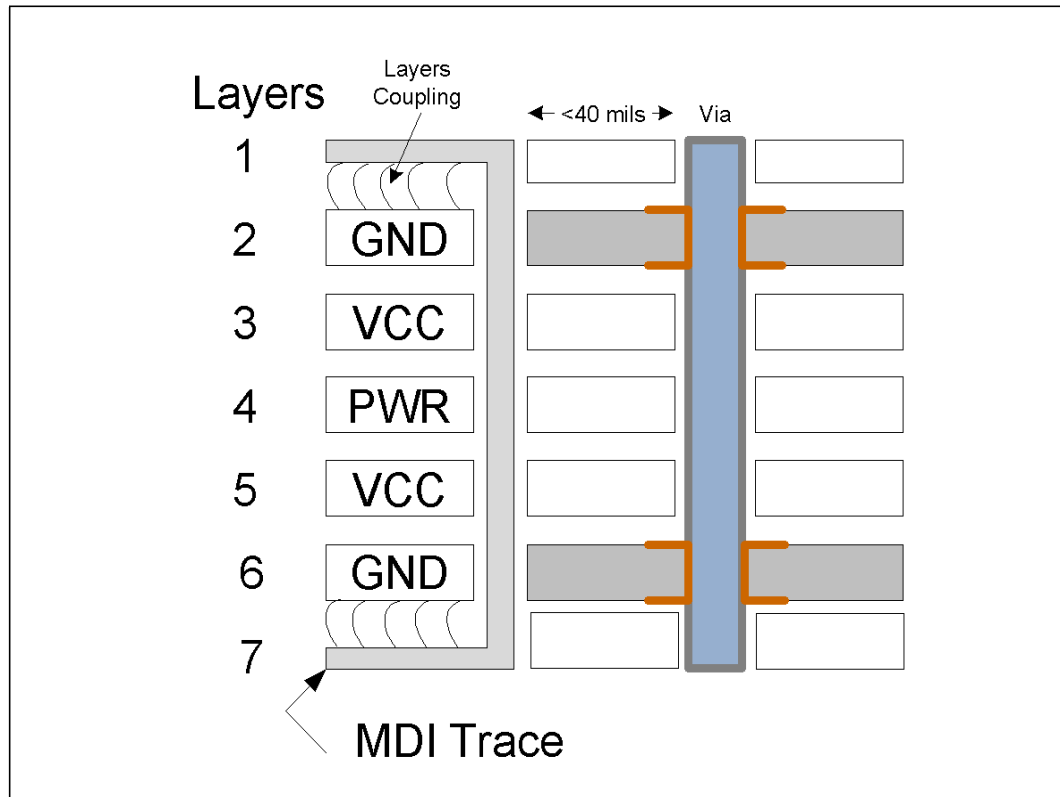 Layers
Layers
Coupling
<40 mils
Via
1
2
GND
3
VCC
4
PWR
5
VCC
6
GND
7
MDI Trace